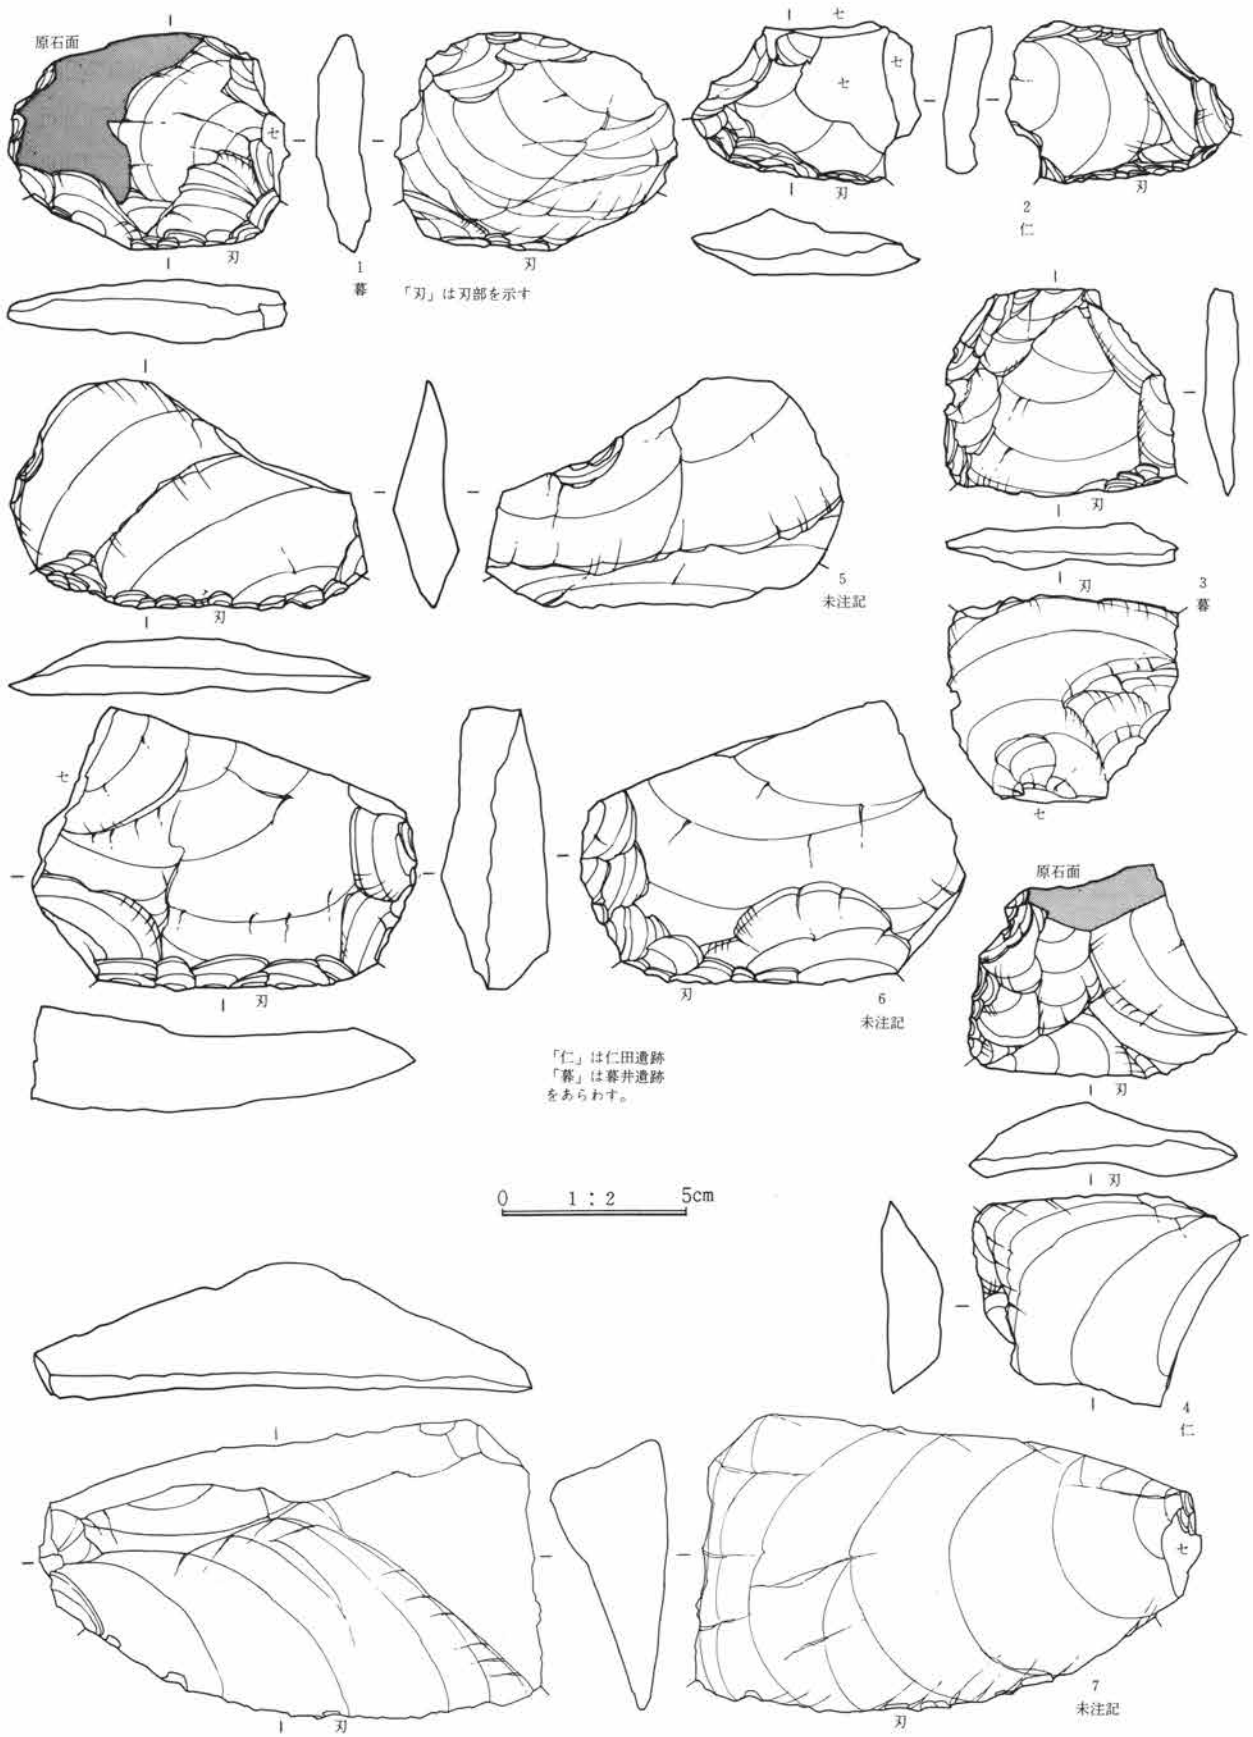 原石面
セ
刃
刃
1
暮
「刃」は刃部を示す
セ
セ
セ
刃
刃
2
仁
刃
刃
3
暮
セ
刃
5
未注記
セ
刃
刃
6
未注記
「仁」は仁田遺跡
「暮」は暮井遺跡
をあらわす。
原石面
刃
刃
4
仁
0 1:2 5cm
刃
セ
刃
7
未注記